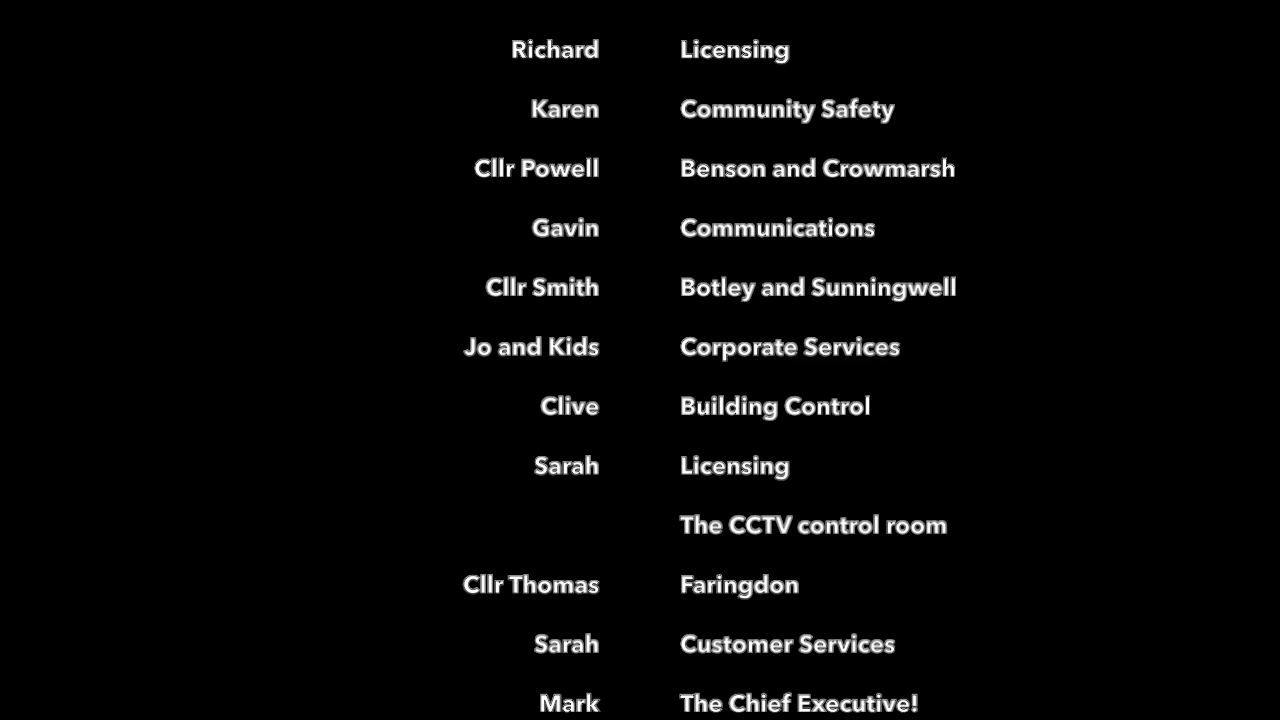 Richard Licensing
Karen Community Safety
Cllr Powell Benson and Crowmarsh
Gavin Communications
Cllr Smith Botley and Sunningwell
Jo and Kids Corporate Services
Clive Building Control
Sarah Licensing
The CCTV control room
Cllr Thomas Faringdon
Sarah Customer Services
Mark The Chief Executive!